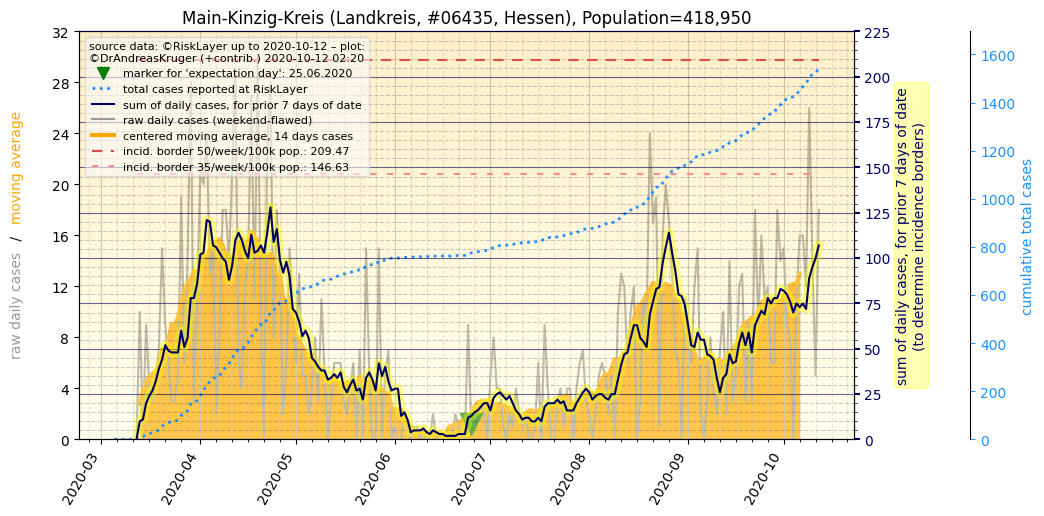 Main-Kinzig-Kreis (Landkreis, #06435, Hessen), Population=418,950
source data: ©RiskLayer up to 2020-10-12 – plot:
©DrAndreasKruger (+contrib.) 2020-10-12 02:20
marker for 'expectation day': 25.06.2020
total cases reported at RiskLayer
sum of daily cases, for prior 7 days of date
raw daily cases (weekend-flawed)
centered moving average, 14 days cases
incid. border 50/week/100k pop.: 209.47
incid. border 35/week/100k pop.: 146.63
raw daily cases / moving average
32
28
24
20
16
12
8
4
0
2020-03
2020-04
2020-05
2020-06
2020-07
2020-08
2020-09
2020-10
225
200
175
150
125
100
75
50
25
0
sum of daily cases, for prior 7 days of date
(to determine incidence borders)
1600
1400
1200
1000
800
600
400
200
0
cumulative total cases